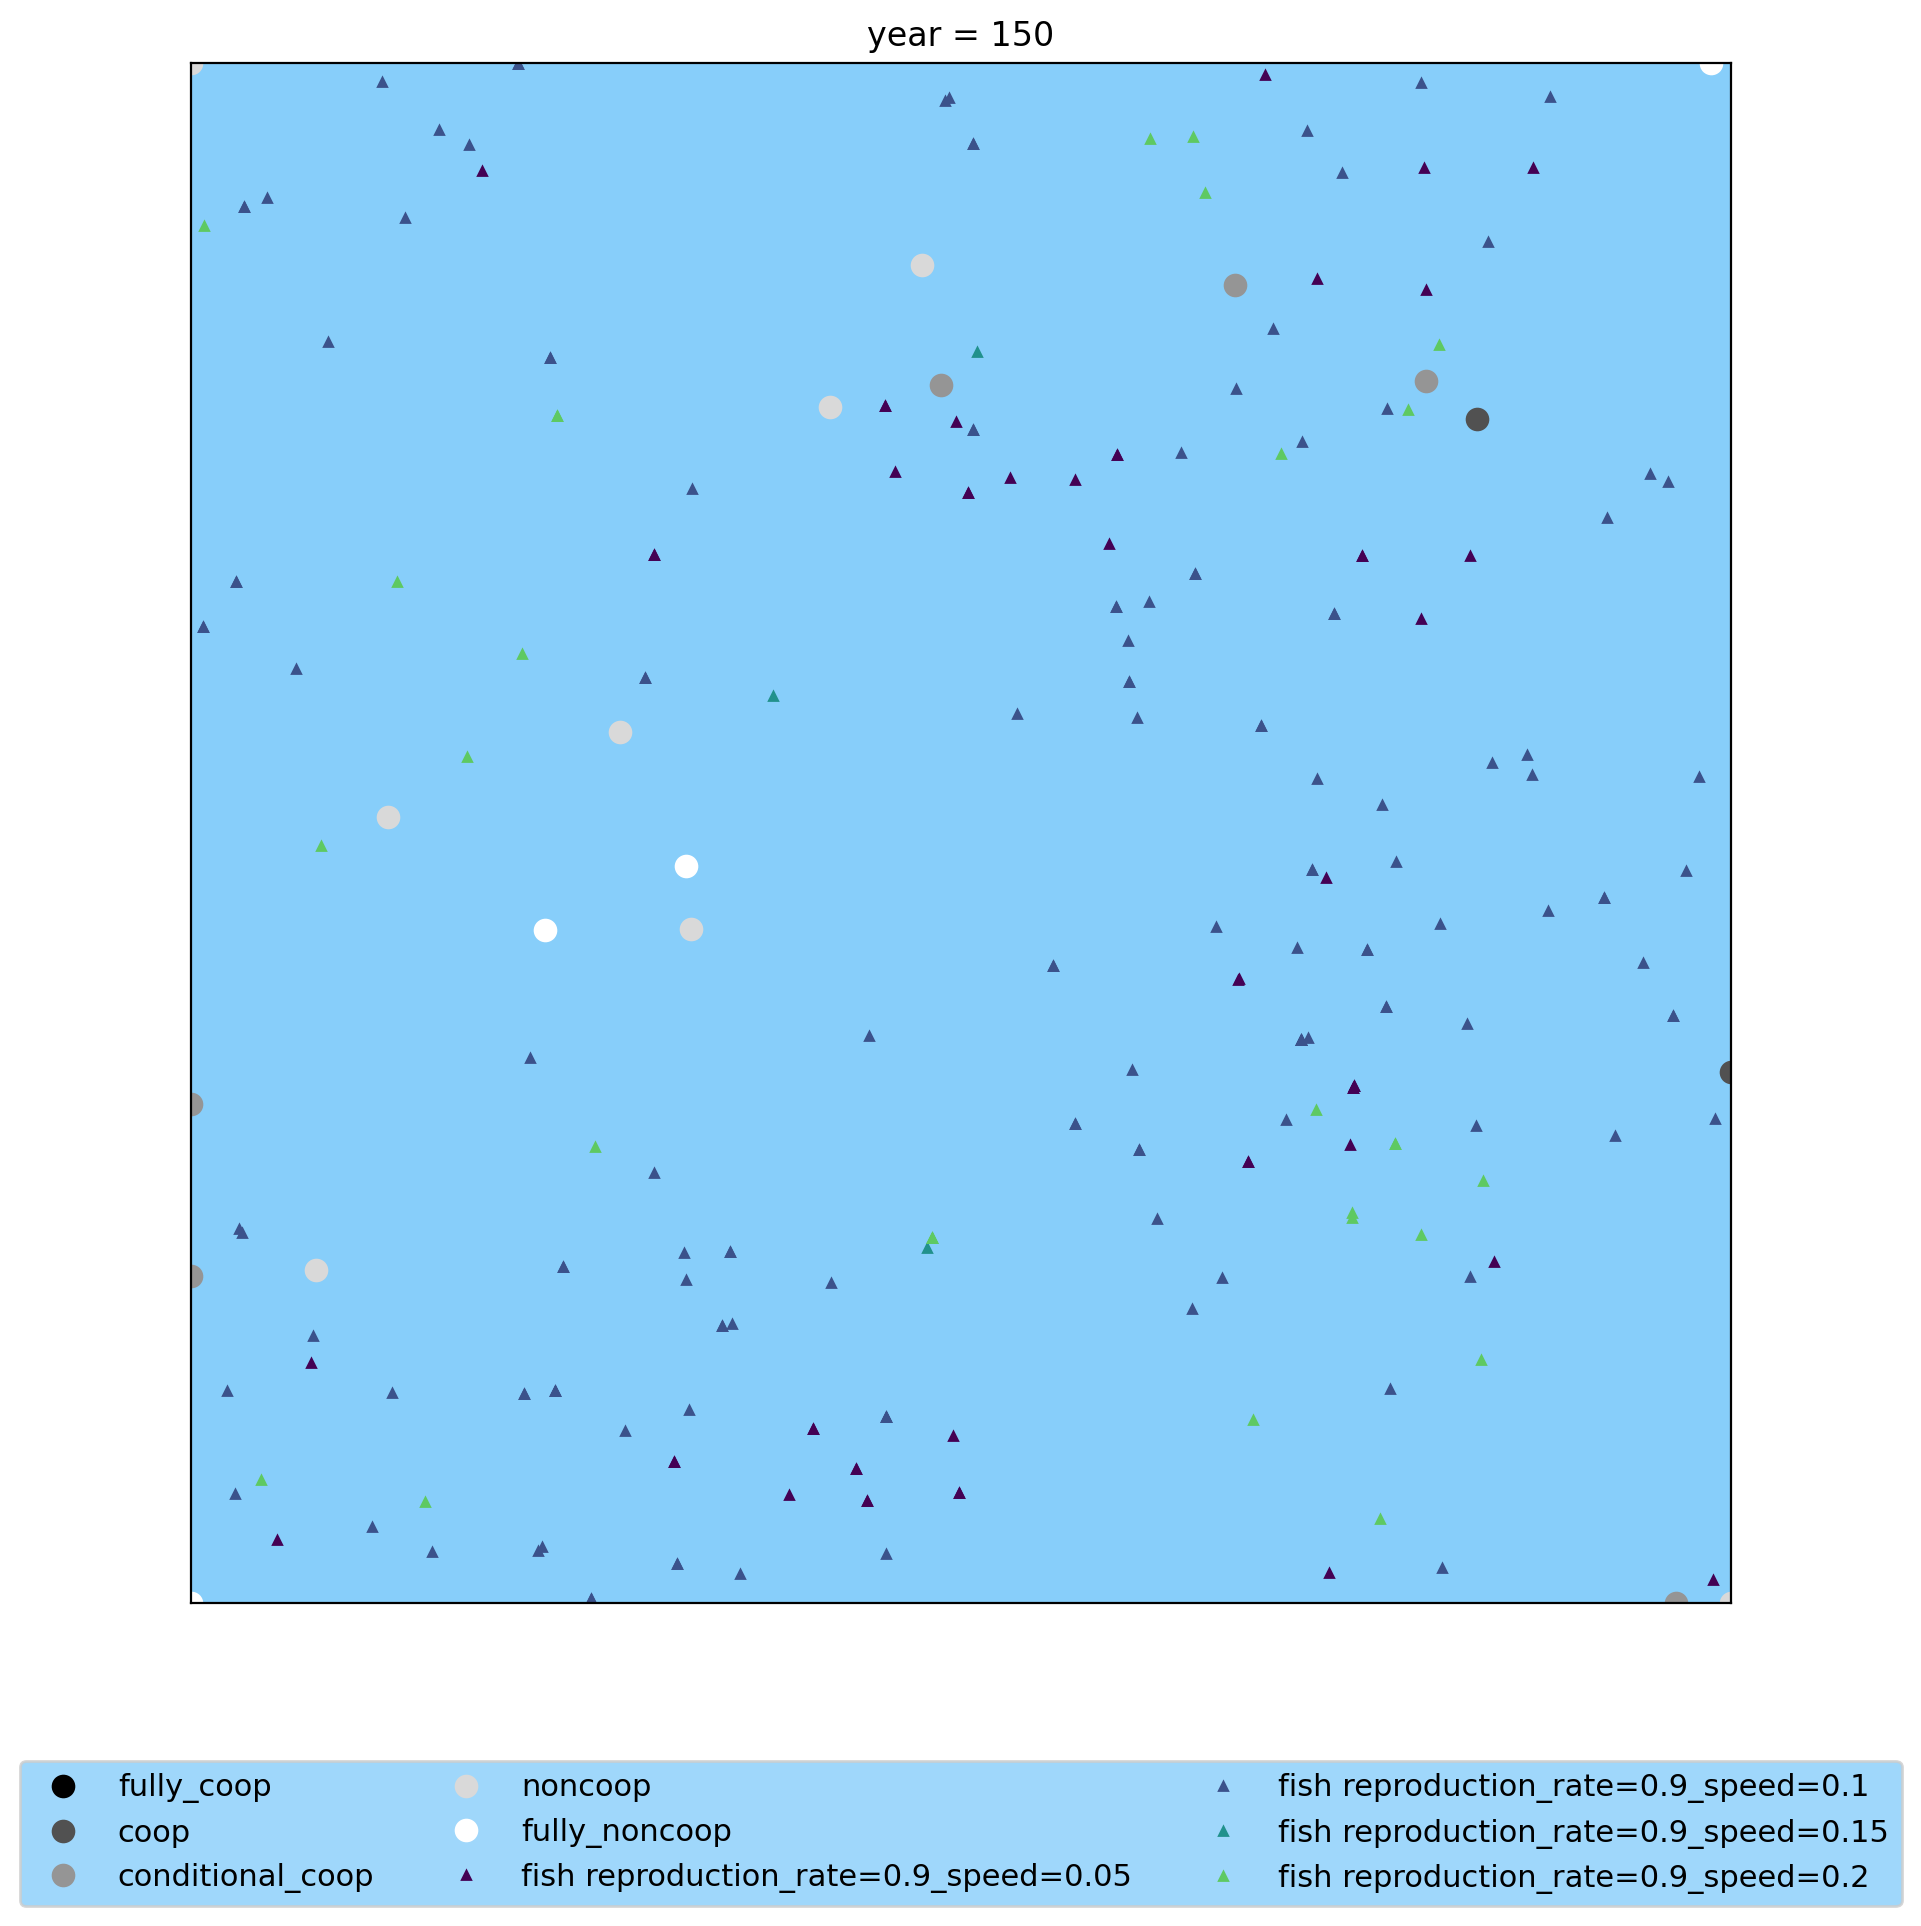 year = 150
fully_coop
coop
conditional_coop
noncoop
fully_noncoop
fish reproduction_rate=0.9_speed=0.05
fish reproduction_rate=0.9_speed=0.1
fish reproduction_rate=0.9_speed=0.15
fish reproduction_rate=0.9_speed=0.2